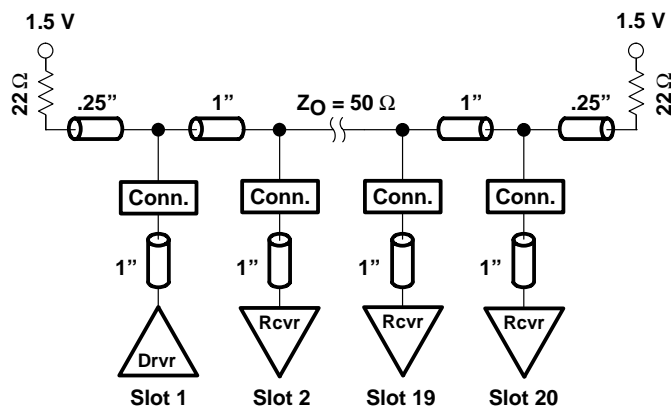 1.5 V
1.5 V
22 Ω
.25”
1”
ZO = 50 Ω
1”
.25”
22 Ω
Conn.
Conn.
Conn.
Conn.
1”
1”
1”
1”
Drvr
Rcvr
Rcvr
Rcvr
Slot 1
Slot 2
Slot 19
Slot 20